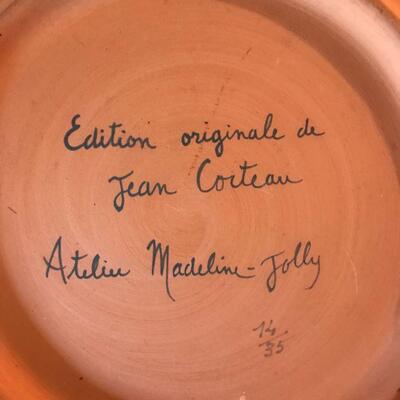 Edition originale de
Jean Cocteau
Atelier Madeline-Jolly
14
35